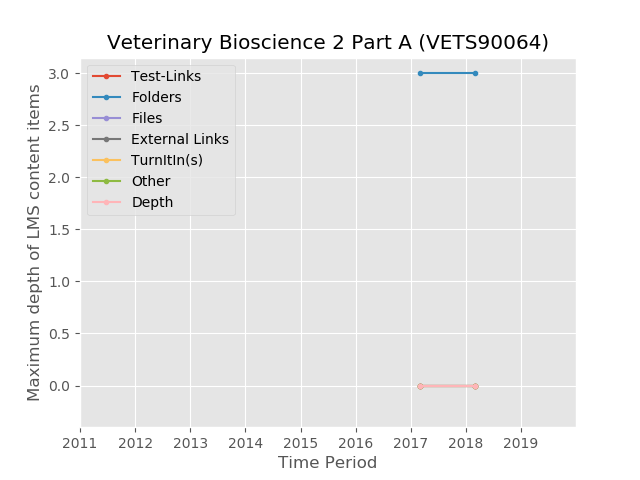 Veterinary Bioscience 2 Part A (VETS90064)
Maximum depth of LMS content items
3.0
2.5
2.0
1.5
1.0
0.5
0.0
Test-Links
Folders
Files
External Links
TurnItIn(s)
Other
Depth
2011 2012 2013 2014 2015 2016 2017 2018 2019
Time Period